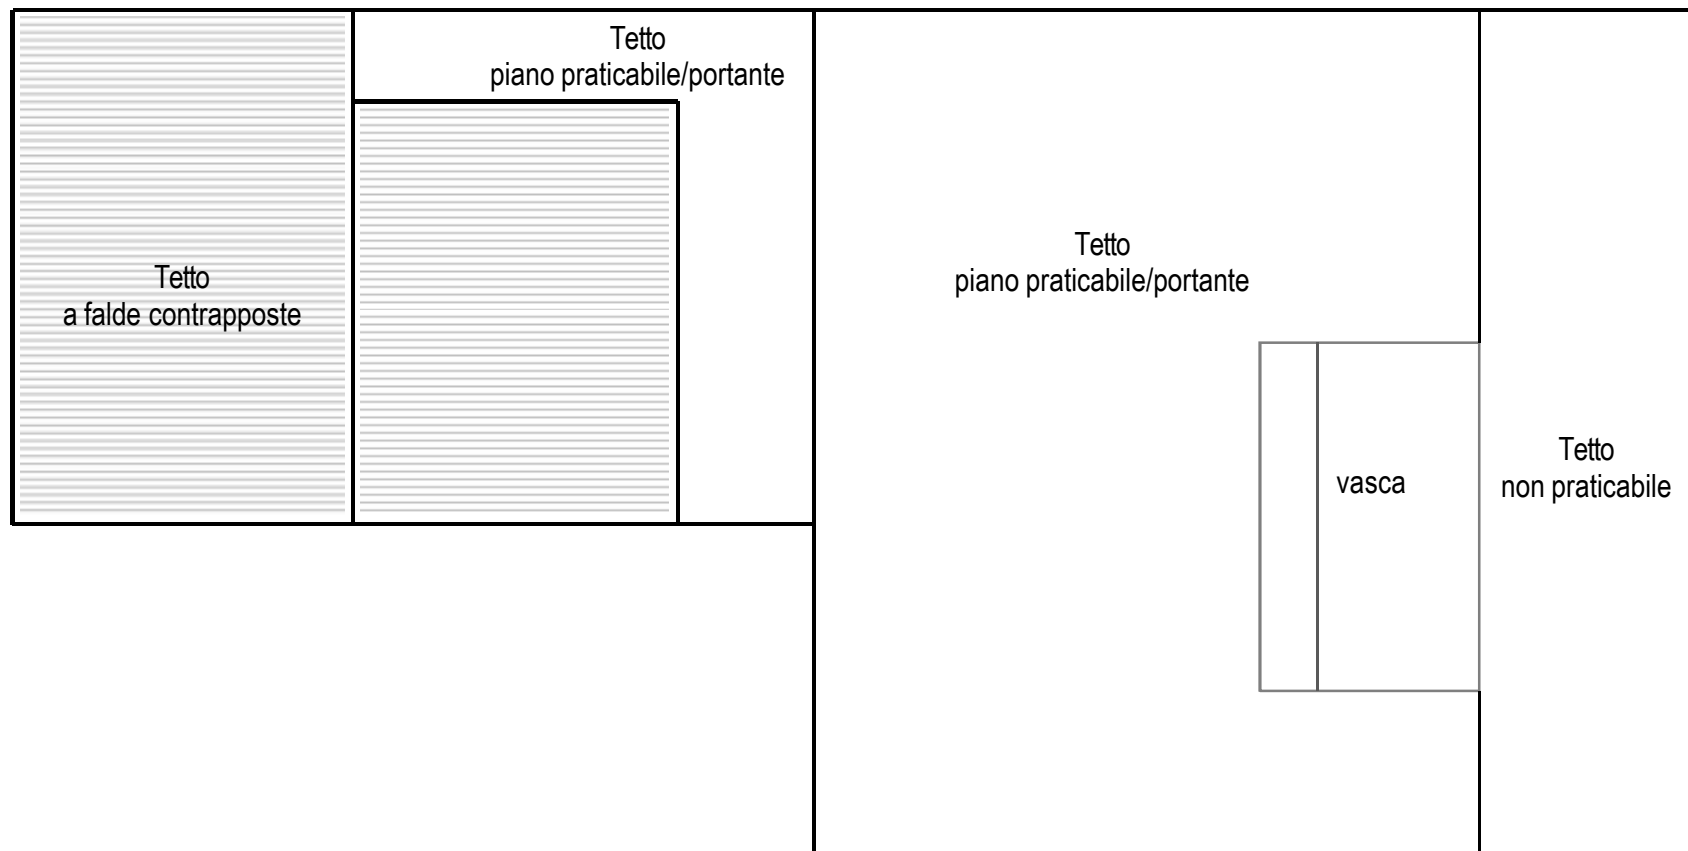 Tetto
piano praticabile/portante
Tetto
a falde contrapposte
Tetto
piano praticabile/portante
vasca
Tetto
non praticabile